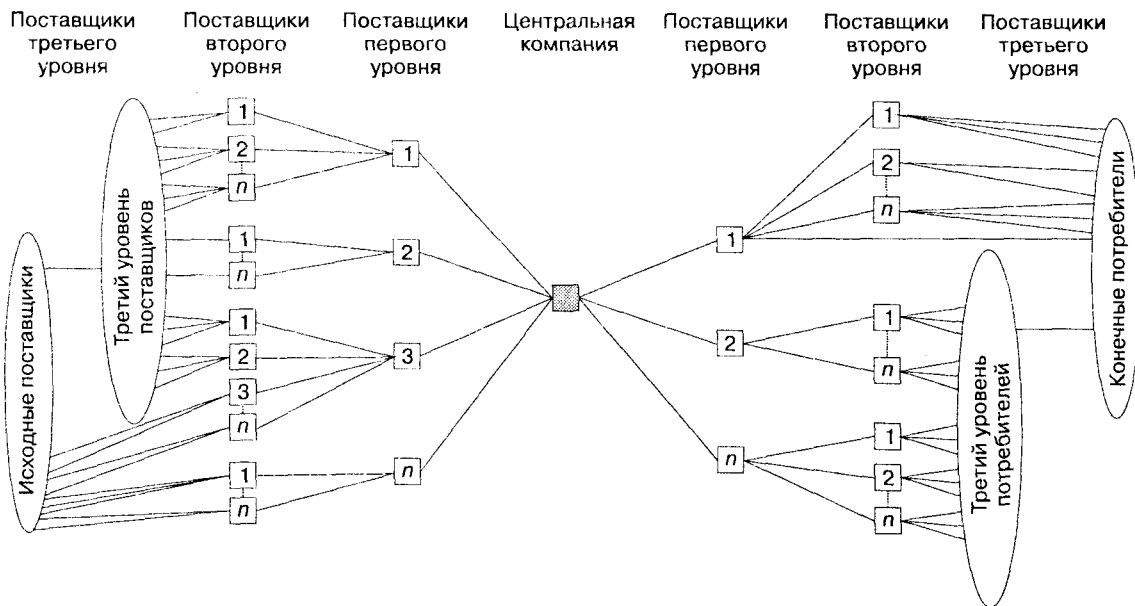 Поставщики третьего уровня
Поставщики второго уровня
Поставщики первого уровня
Центральная компания
Поставщики первого уровня
Поставщики второго уровня
Поставщики третьего уровня
Исходные поставщики
Третий уровень поставщиков
1
2
n
1
n
1
2
3
n
1
n
1
2
3
n
1
2
n
1
2
n
1
n
1
2
n
Третий уровень потребителей
Конечные потребители